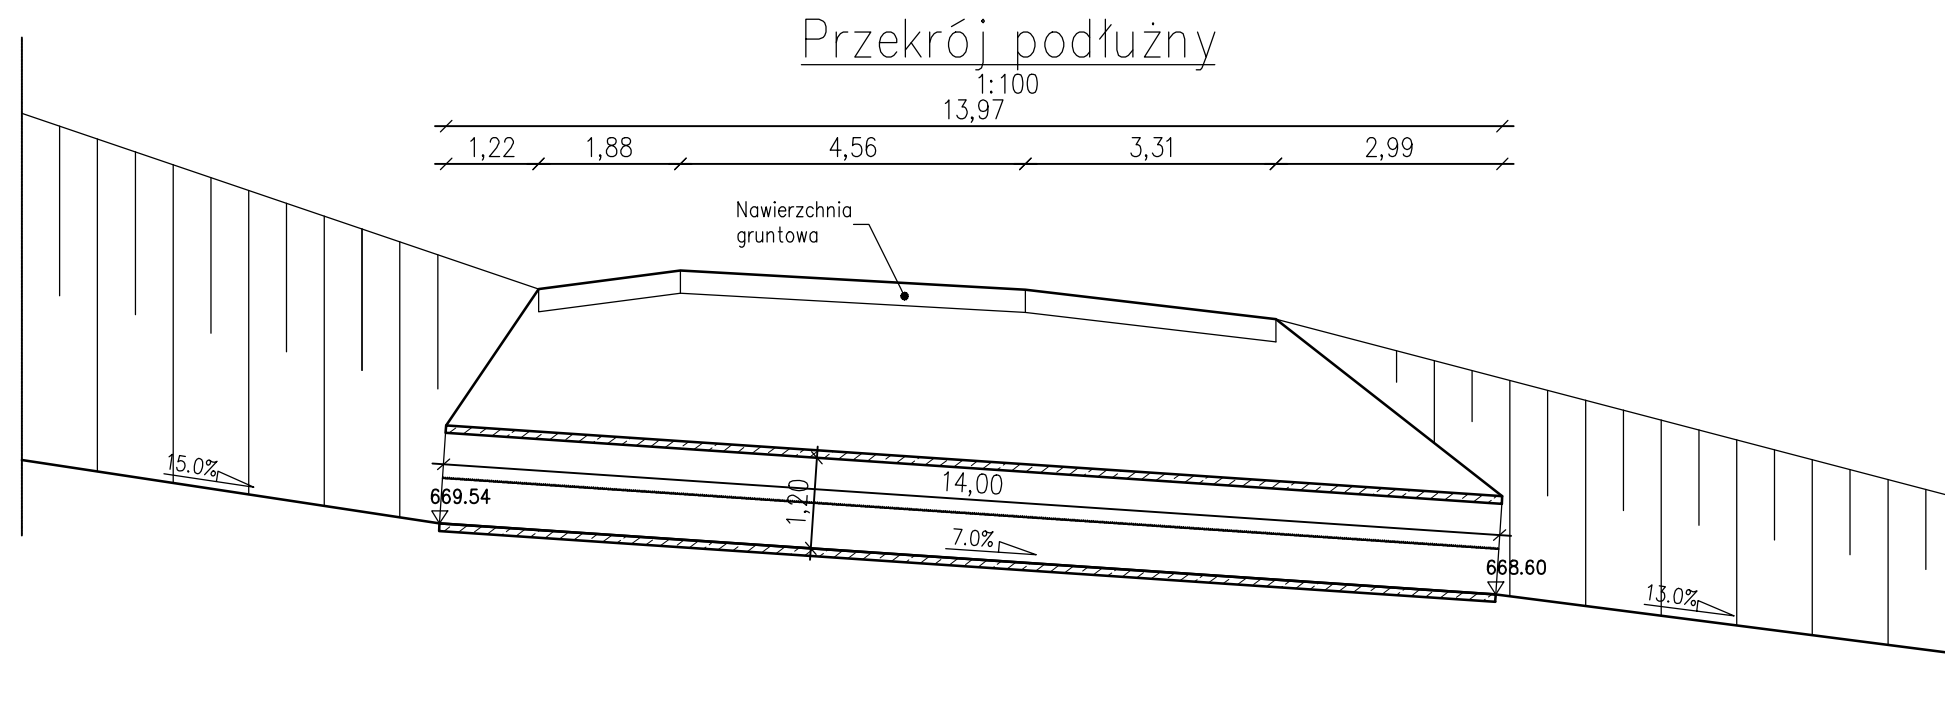 Przekrój podłużny
1:100
13,97
1,22 1,88 4,56 3,31 2,99
Nawierzchnia
gruntowa
15.0%
669.54
1,20
14,00
7.0%
668.60
13.0%